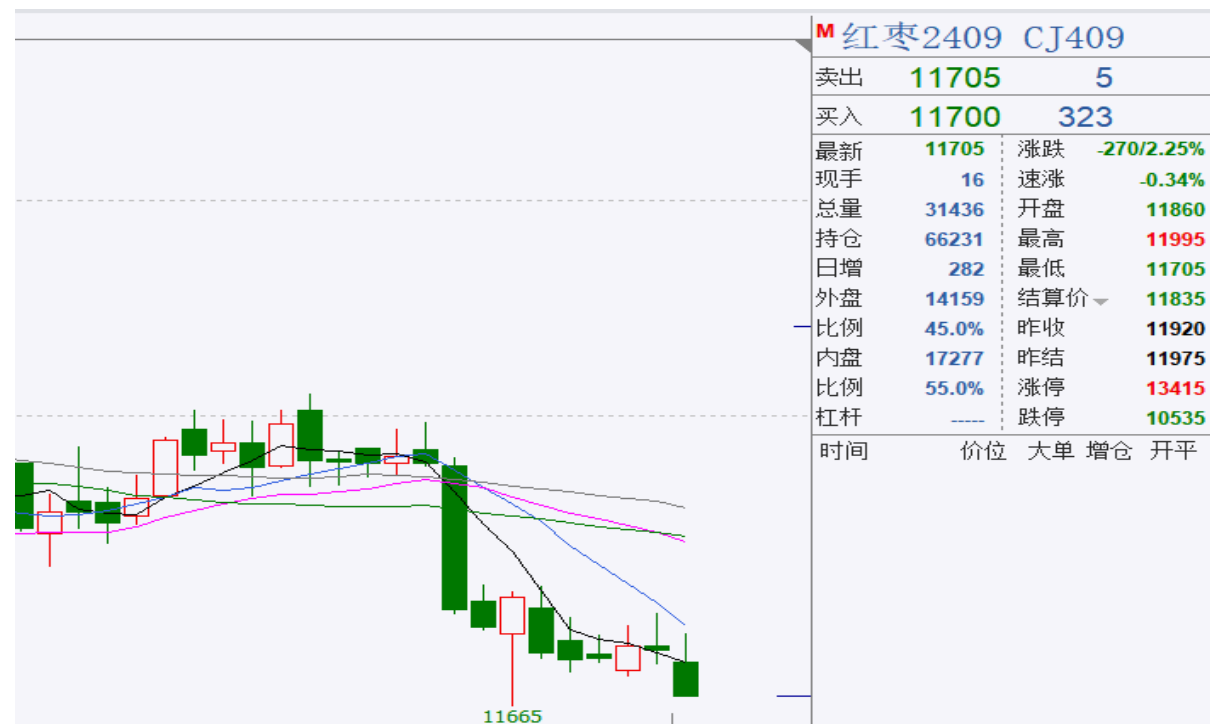 M 红枣2409 CJ409
卖出 11705 5
买入 11700 323
最新 11705 涨跌 -270/2.25%
现手 16 速涨 -0.34%
总量 31436 开盘 11860
持仓 66231 最高 11995
日增 282 最低 11705
外盘 14159 结算价 11835
比例 45.0% 昨收 11920
内盘 17277 昨结 11975
比例 55.0% 涨停 13415
杠杆 ----- 跌停 10535
时间 价位 大单 增仓 开平
11665